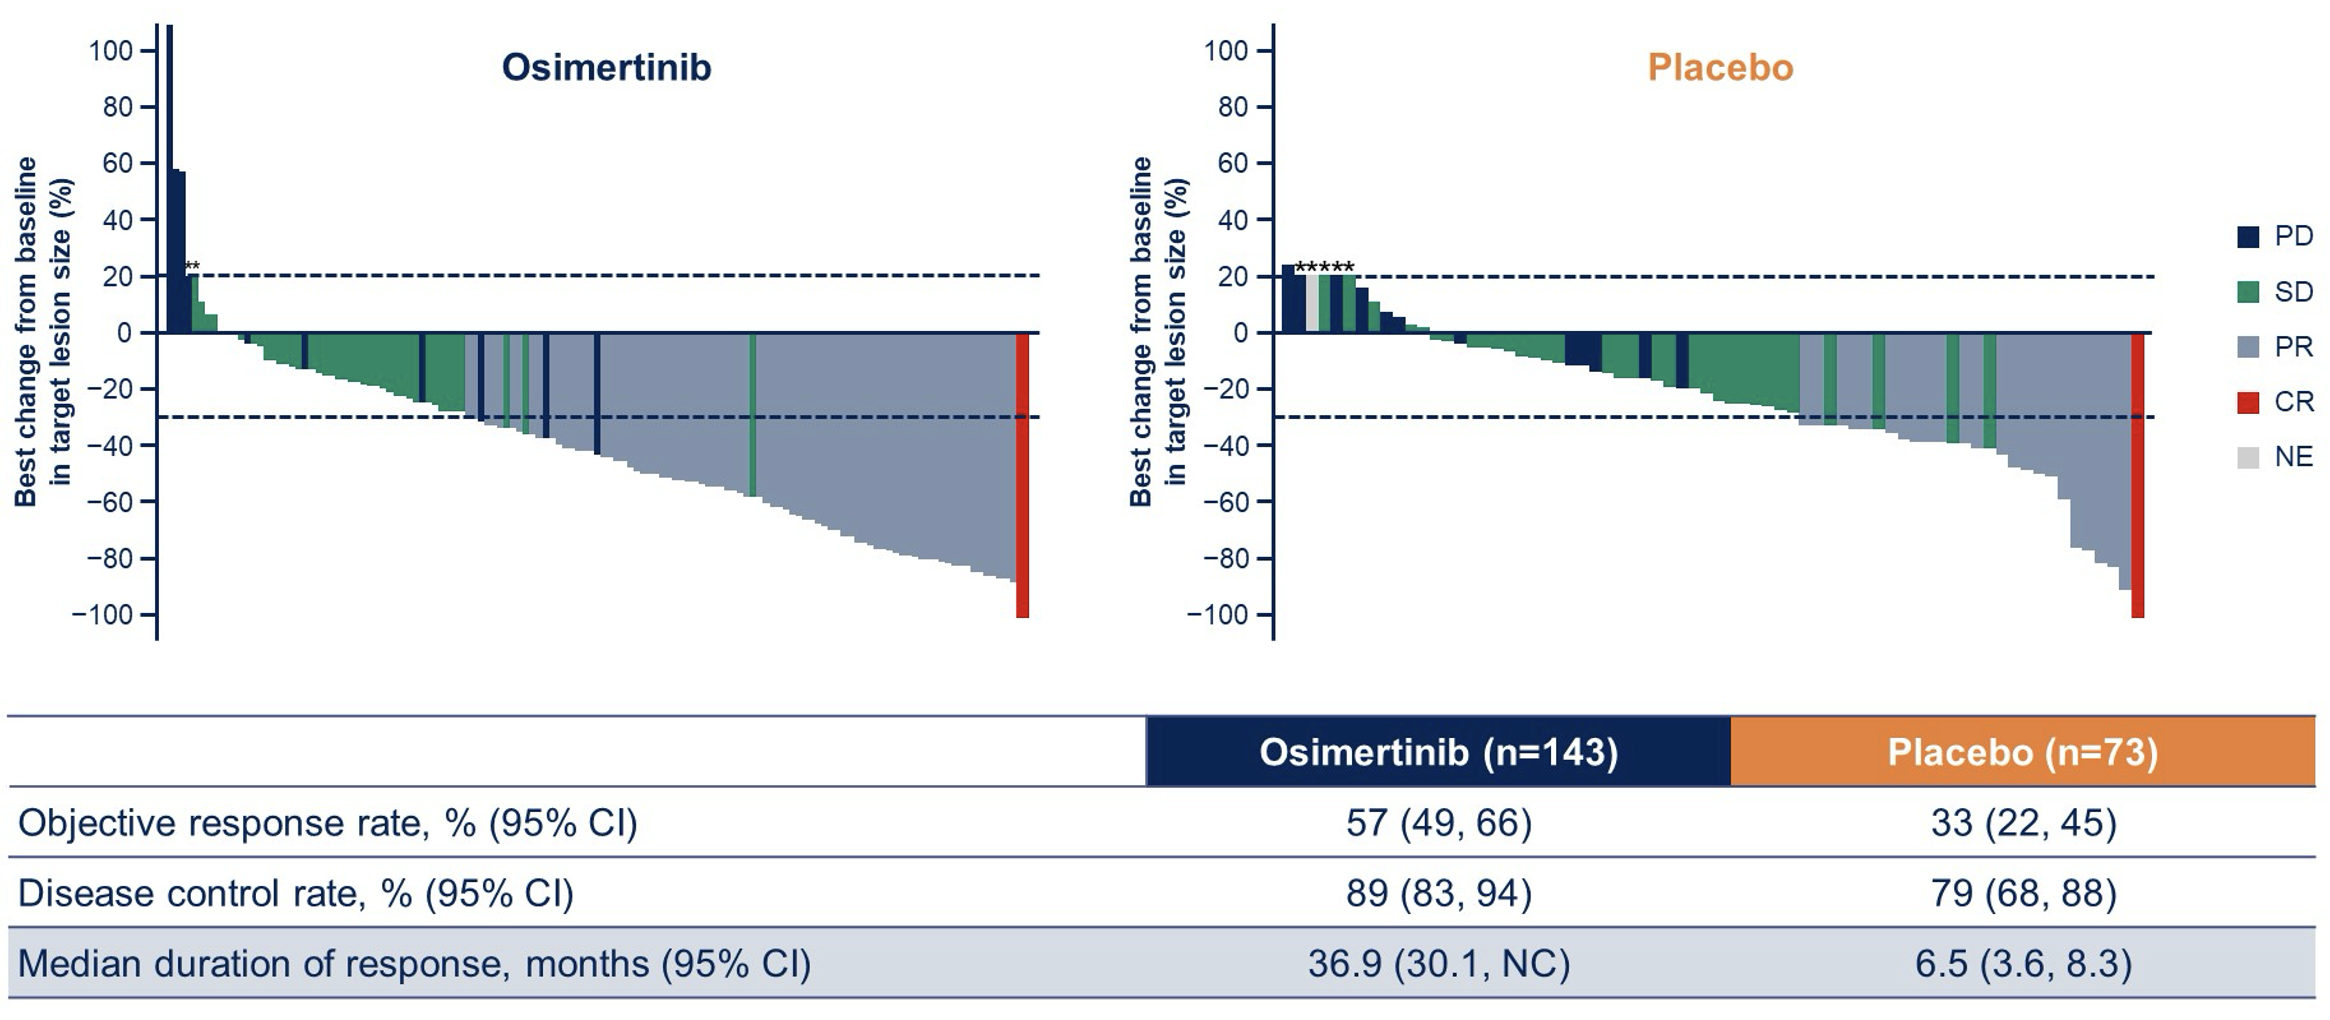 Osimertinib
Best change from baseline
in target lesion size (%)
100
80
60
40
20
0
−20
−40
−60
−80
−100
**
Placebo
Best change from baseline
in target lesion size (%)
100
80
60
40
20
0
−20
−40
−60
−80
−100
*****
PD
SD
PR
CR
NE
Osimertinib (n=143) Placebo (n=73)
Objective response rate, % (95% CI) 57 (49, 66) 33 (22, 45)
Disease control rate, % (95% CI) 89 (83, 94) 79 (68, 88)
Median duration of response, months (95% CI) 36.9 (30.1, NC) 6.5 (3.6, 8.3)